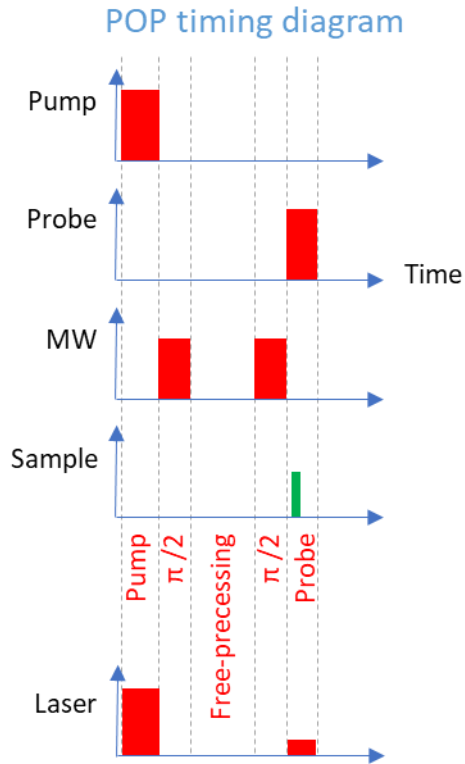 POP timing diagram
Pump
Probe
Time
MW
Sample
Pump
π /2
Free-precessing
π /2
Probe
Laser